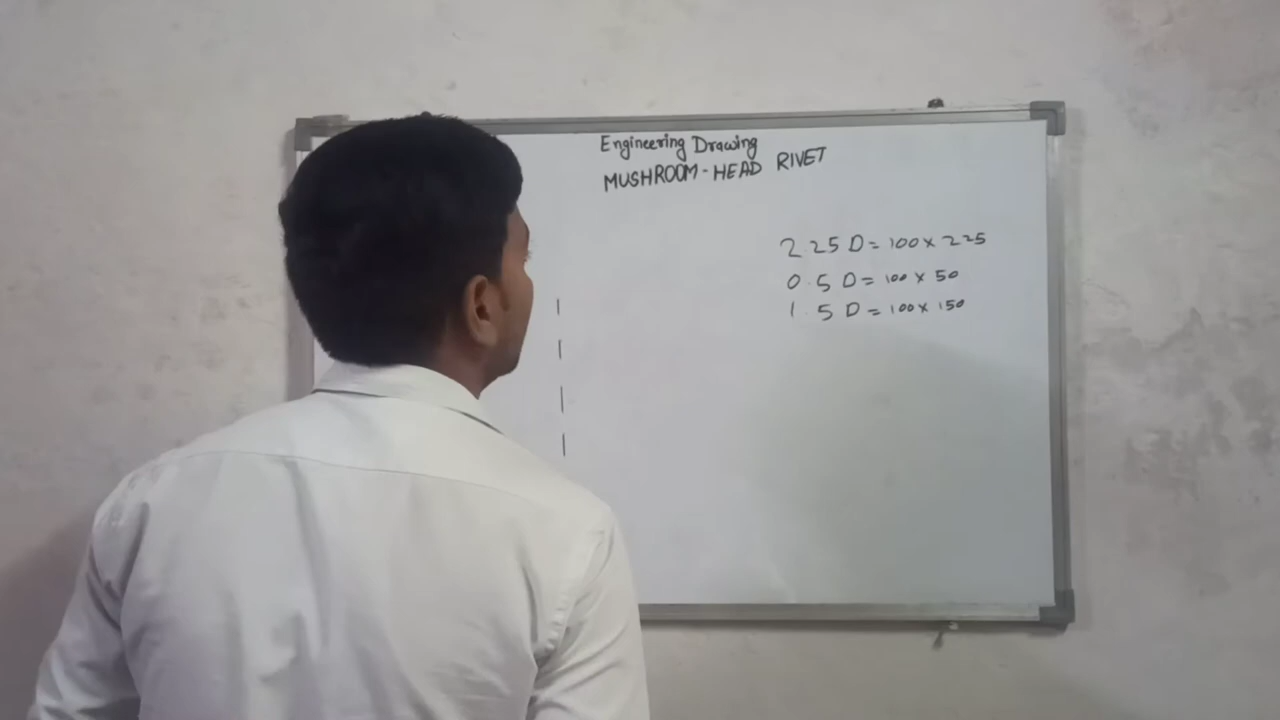 Engineering Drawing
MUSHROOM-HEAD RIVET
2.25 D = 100 x 225
0.5 D = 100 x 50
1.5 D = 100 x 150